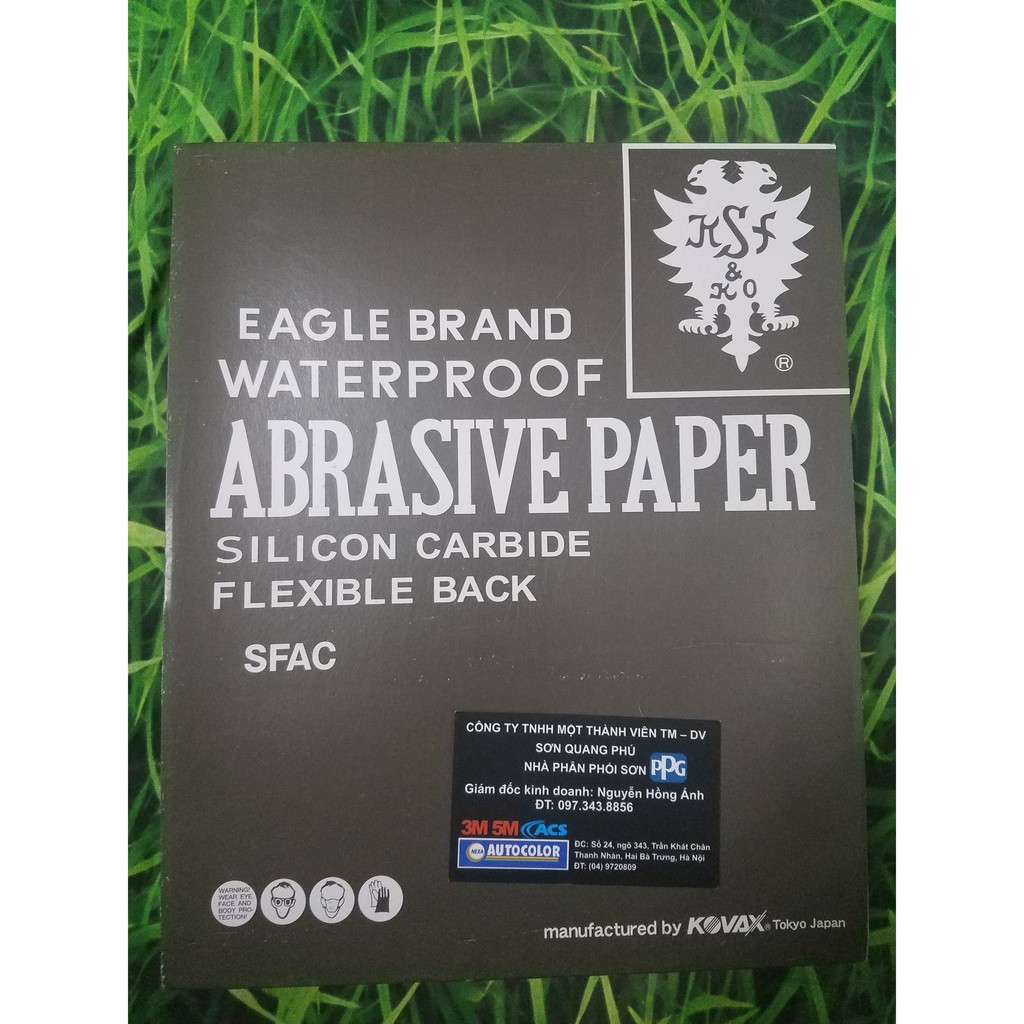 KSF
&
KO
®
EAGLE BRAND
WATERPROOF
ABRASIVE PAPER
SILICON CARBIDE
FLEXIBLE BACK
SFAC
CÔNG TY TNHH MỘT THÀNH VIÊN TM – DV
SƠN QUANG PHÚ
NHÀ PHÂN PHỐI SƠN PPG
Giám đốc kinh doanh: Nguyễn Hồng Ánh
ĐT: 097.343.8856
3M 5M ACS
NEXA AUTOCOLOR
ĐC: Số 24, ngõ 343, Trần Khát Chân
Thanh Nhàn, Hai Bà Trưng, Hà Nội
ĐT: (04) 9720809
WARNING!
WEAR EYE,
FACE AND
BODY PRO-
TECTION!
manufactured by KOVAX® Tokyo Japan